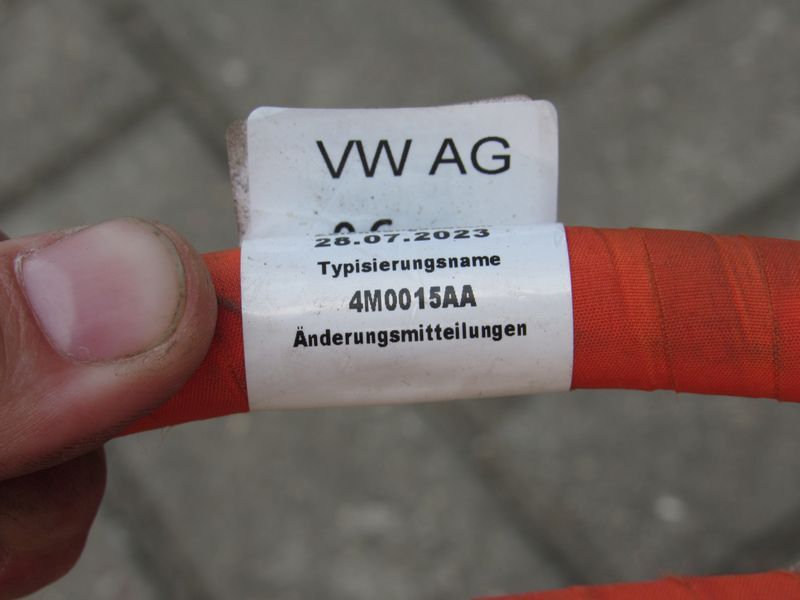 VW AG
28.07.2023
Typisierungsname
4M0015AA
Änderungsmitteilungen